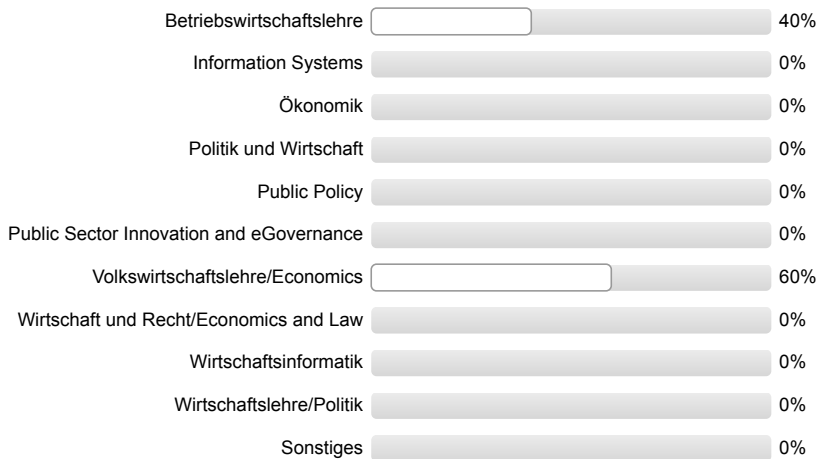 Betriebswirtschaftslehre 40%
Information Systems 0%
Ökonomik 0%
Politik und Wirtschaft 0%
Public Policy 0%
Public Sector Innovation and eGovernance 0%
Volkswirtschaftslehre/Economics 60%
Wirtschaft und Recht/Economics and Law 0%
Wirtschaftsinformatik 0%
Wirtschaftslehre/Politik 0%
Sonstiges 0%